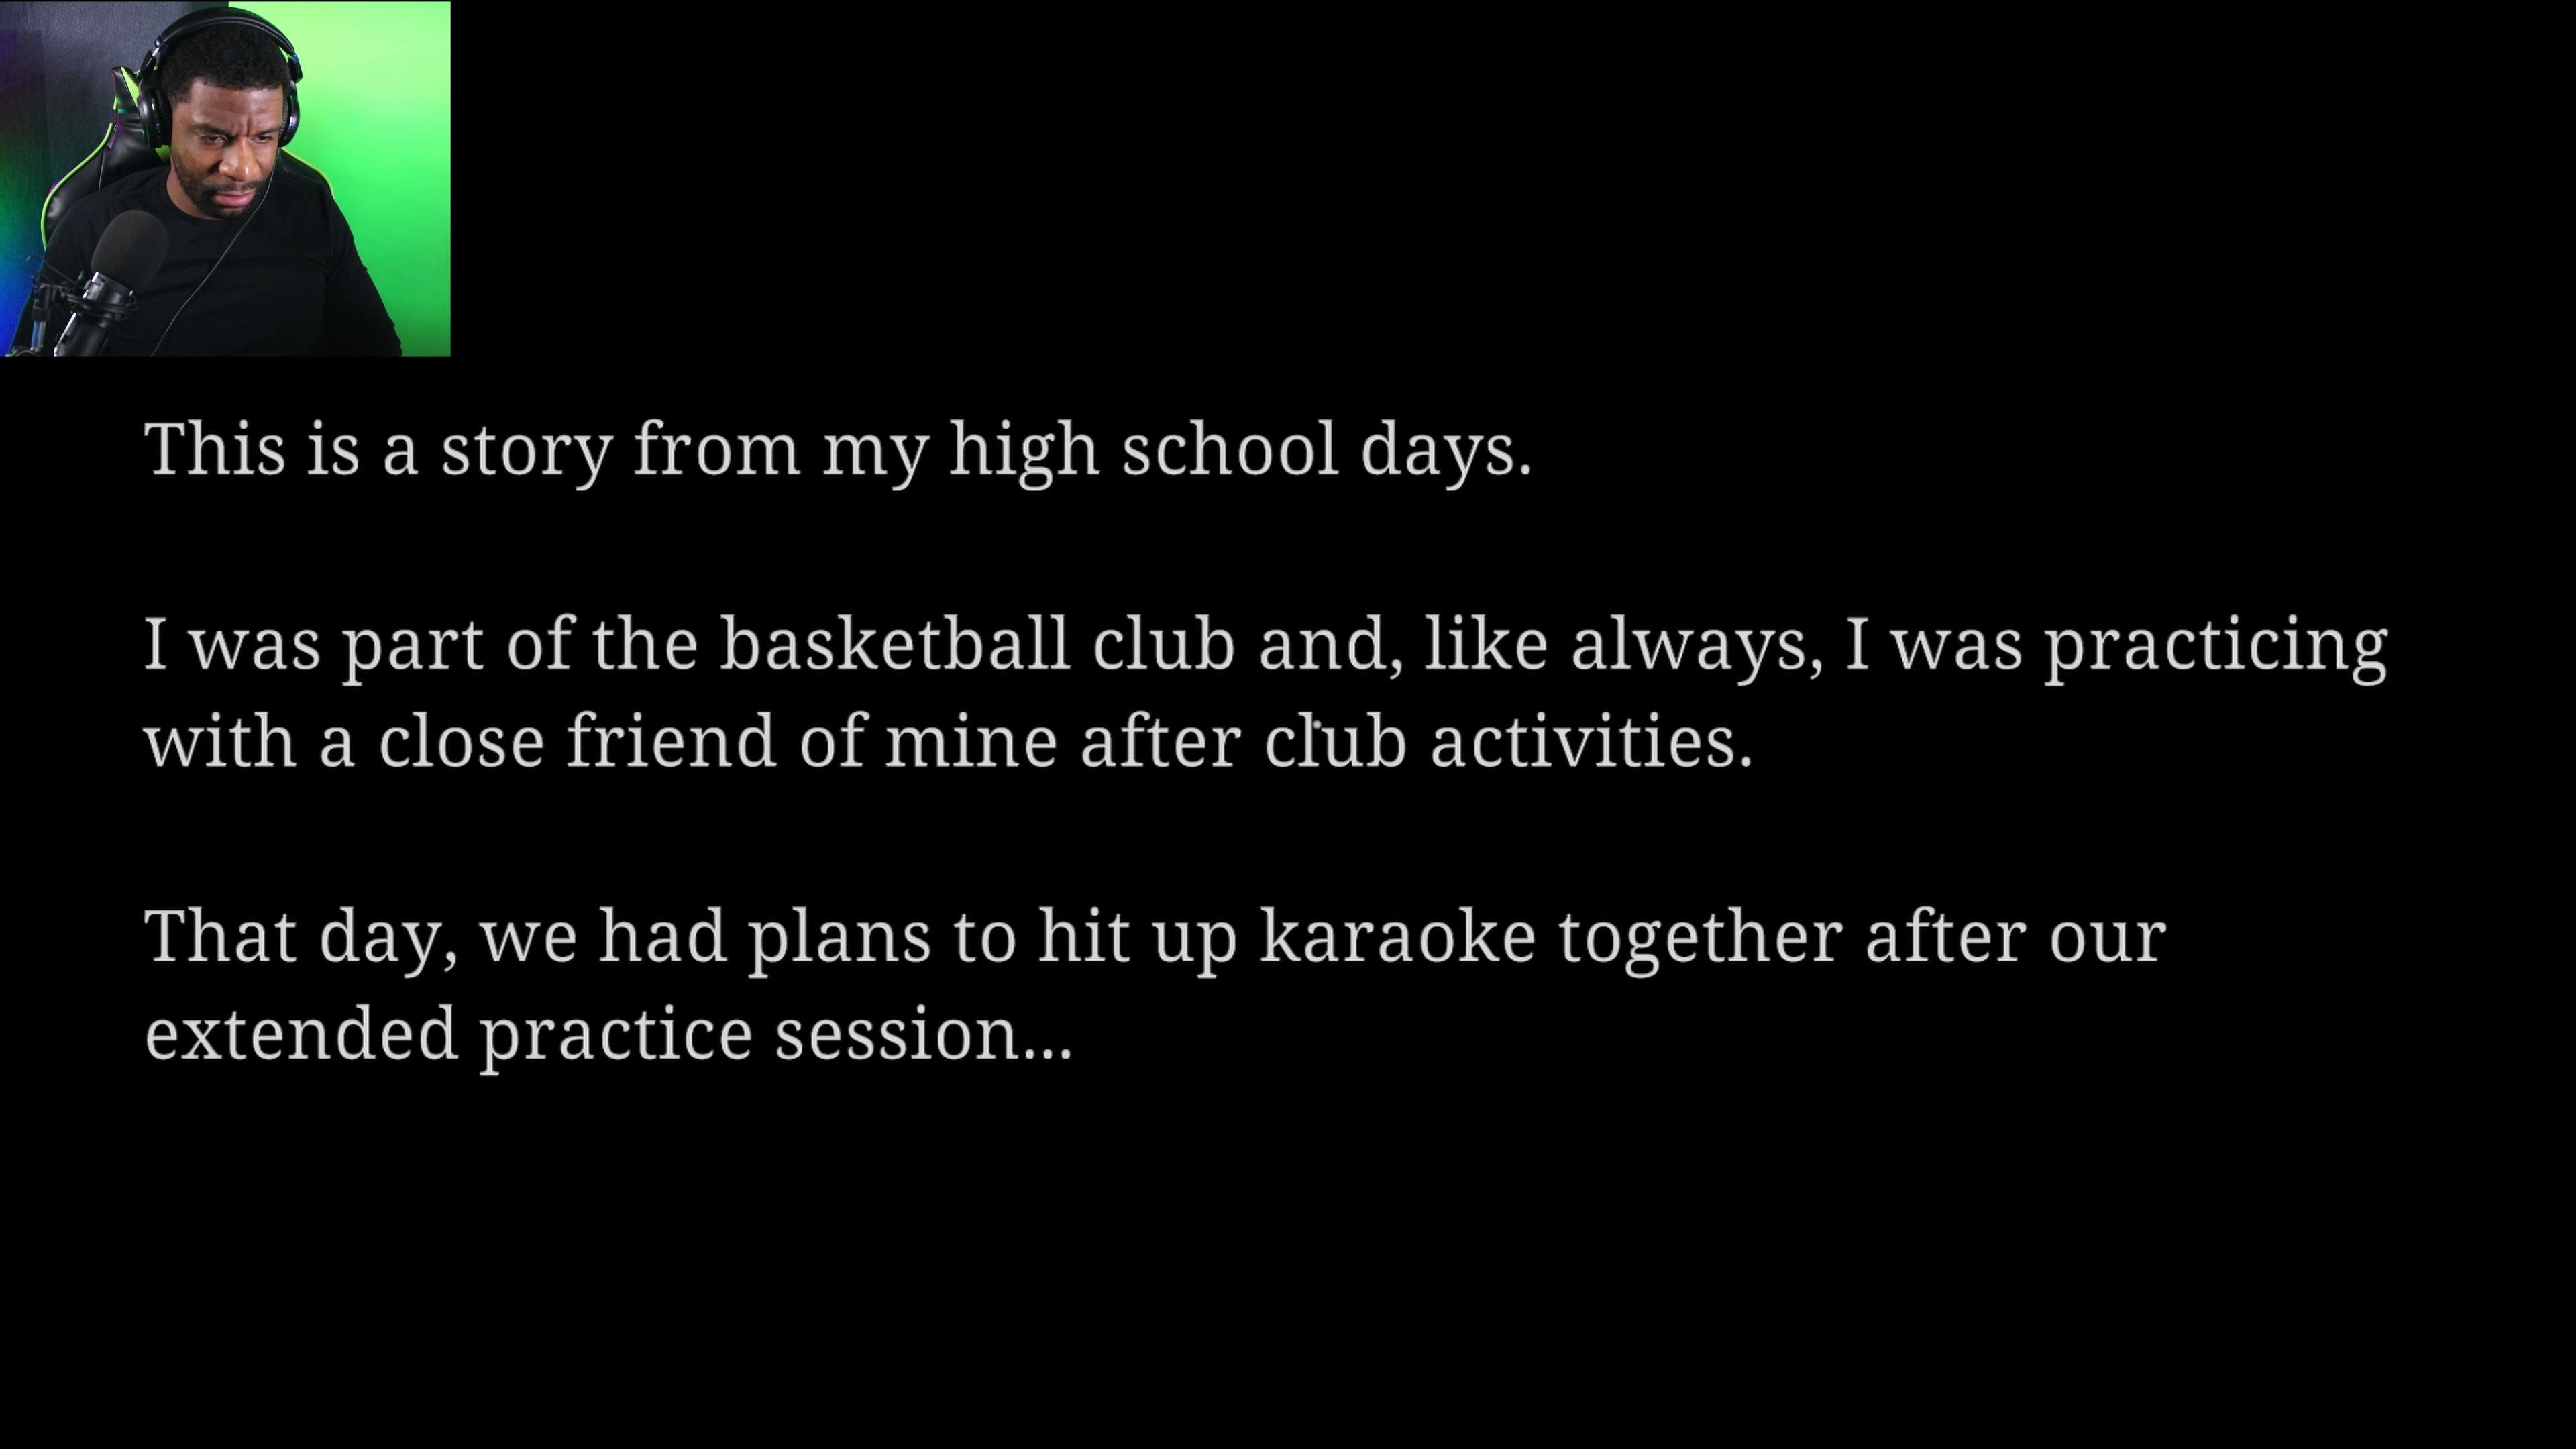 This is a story from my high school days.
I was part of the basketball club and, like always, I was practicing
with a close friend of mine after club activities.
That day, we had plans to hit up karaoke together after our
extended practice session...